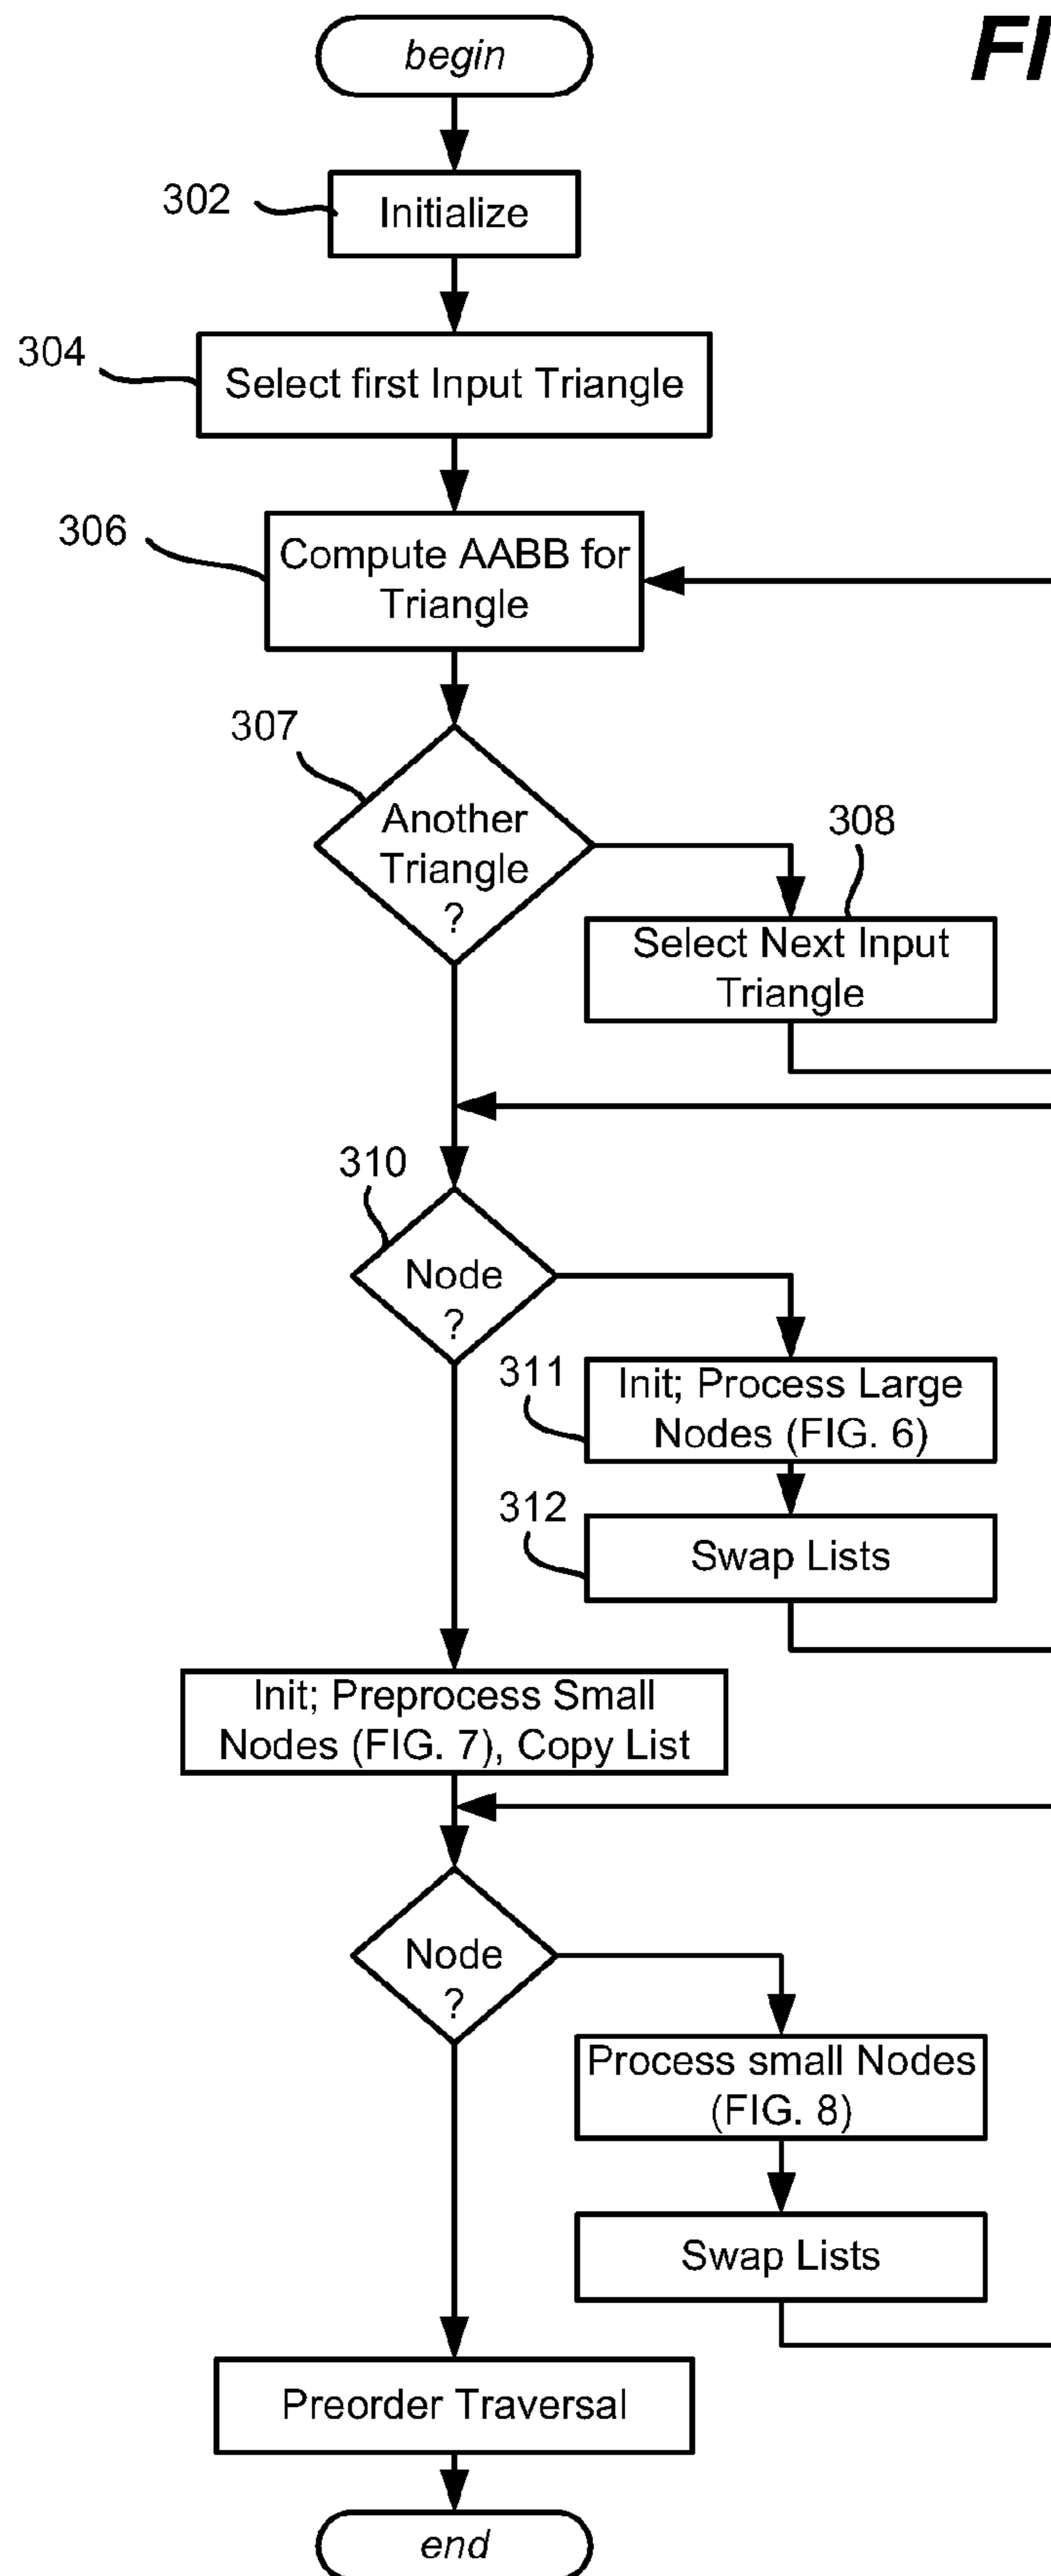 begin
FI
302
Initialize
304
Select first Input Triangle
306
Compute AABB for
Triangle
307
Another
Triangle
?
308
Select Next Input
Triangle
310
Node
?
311
Init; Process Large
Nodes (FIG. 6)
312
Swap Lists
Init; Preprocess Small
Nodes (FIG. 7), Copy List
Node
?
Process small Nodes
(FIG. 8)
Swap Lists
Preorder Traversal
end